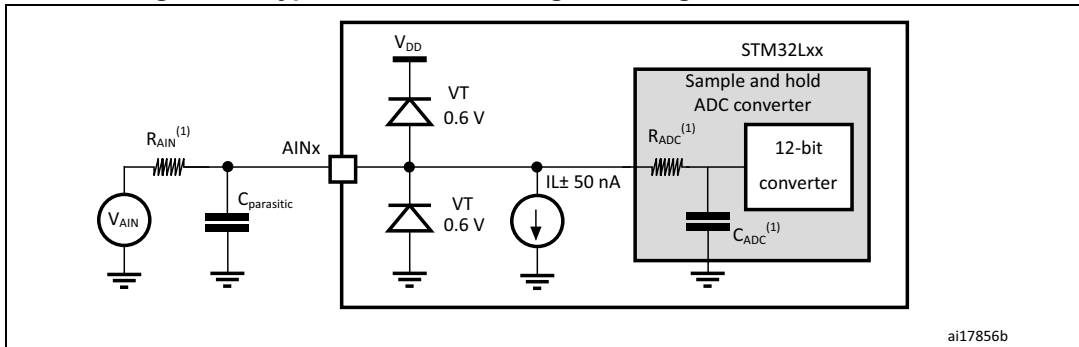 V_DD
STM32Lxx
Sample and hold
ADC converter
VT
0.6 V
R_AIN^(1)
AINx
R_ADC^(1)
12-bit
converter
IL± 50 nA
C_parasitic
VT
0.6 V
V_AIN
C_ADC^(1)
ai17856b